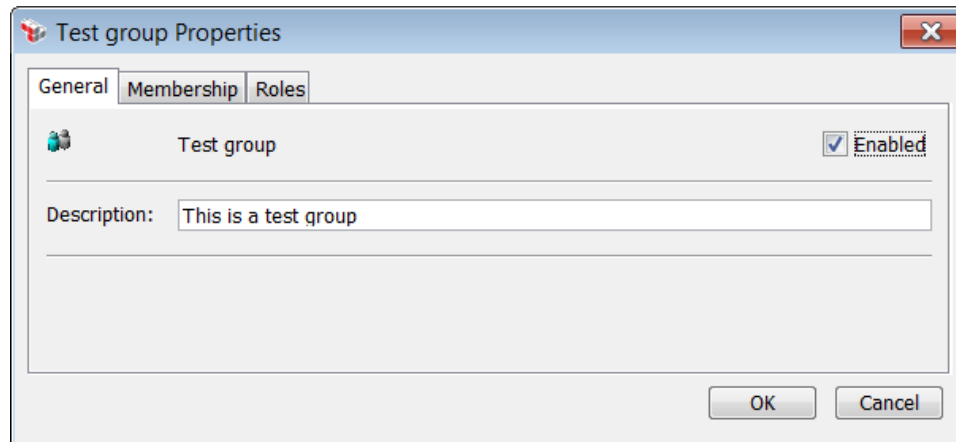 Test group Properties
General Membership Roles
Test group Enabled
Description: This is a test group
OK Cancel